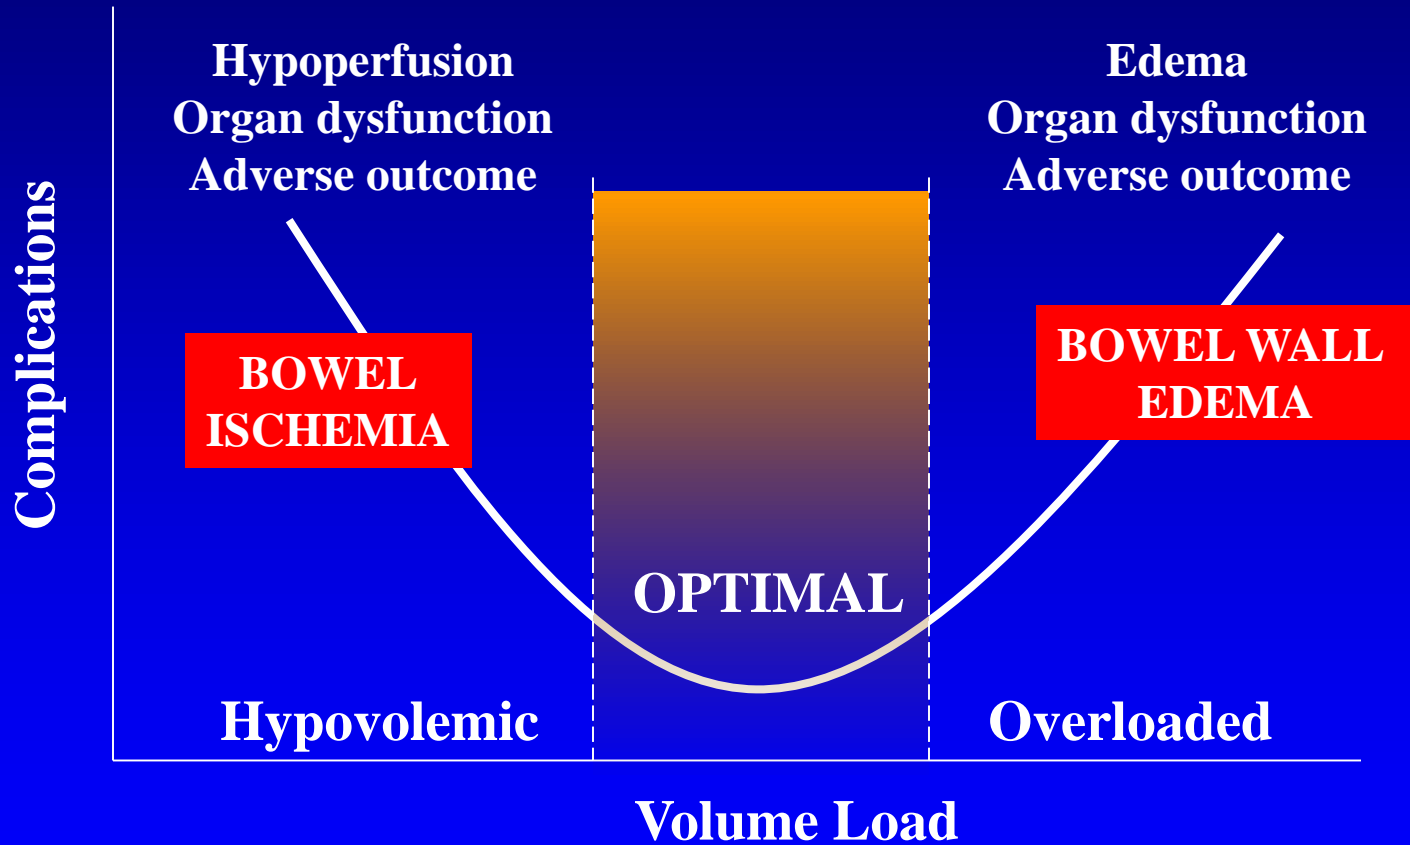 Hypoperfusion
Organ dysfunction
Adverse outcome
Edema
Organ dysfunction
Adverse outcome
Complications
BOWEL
ISCHEMIA
BOWEL WALL
EDEMA
OPTIMAL
Hypovolemic
Overloaded
Volume Load